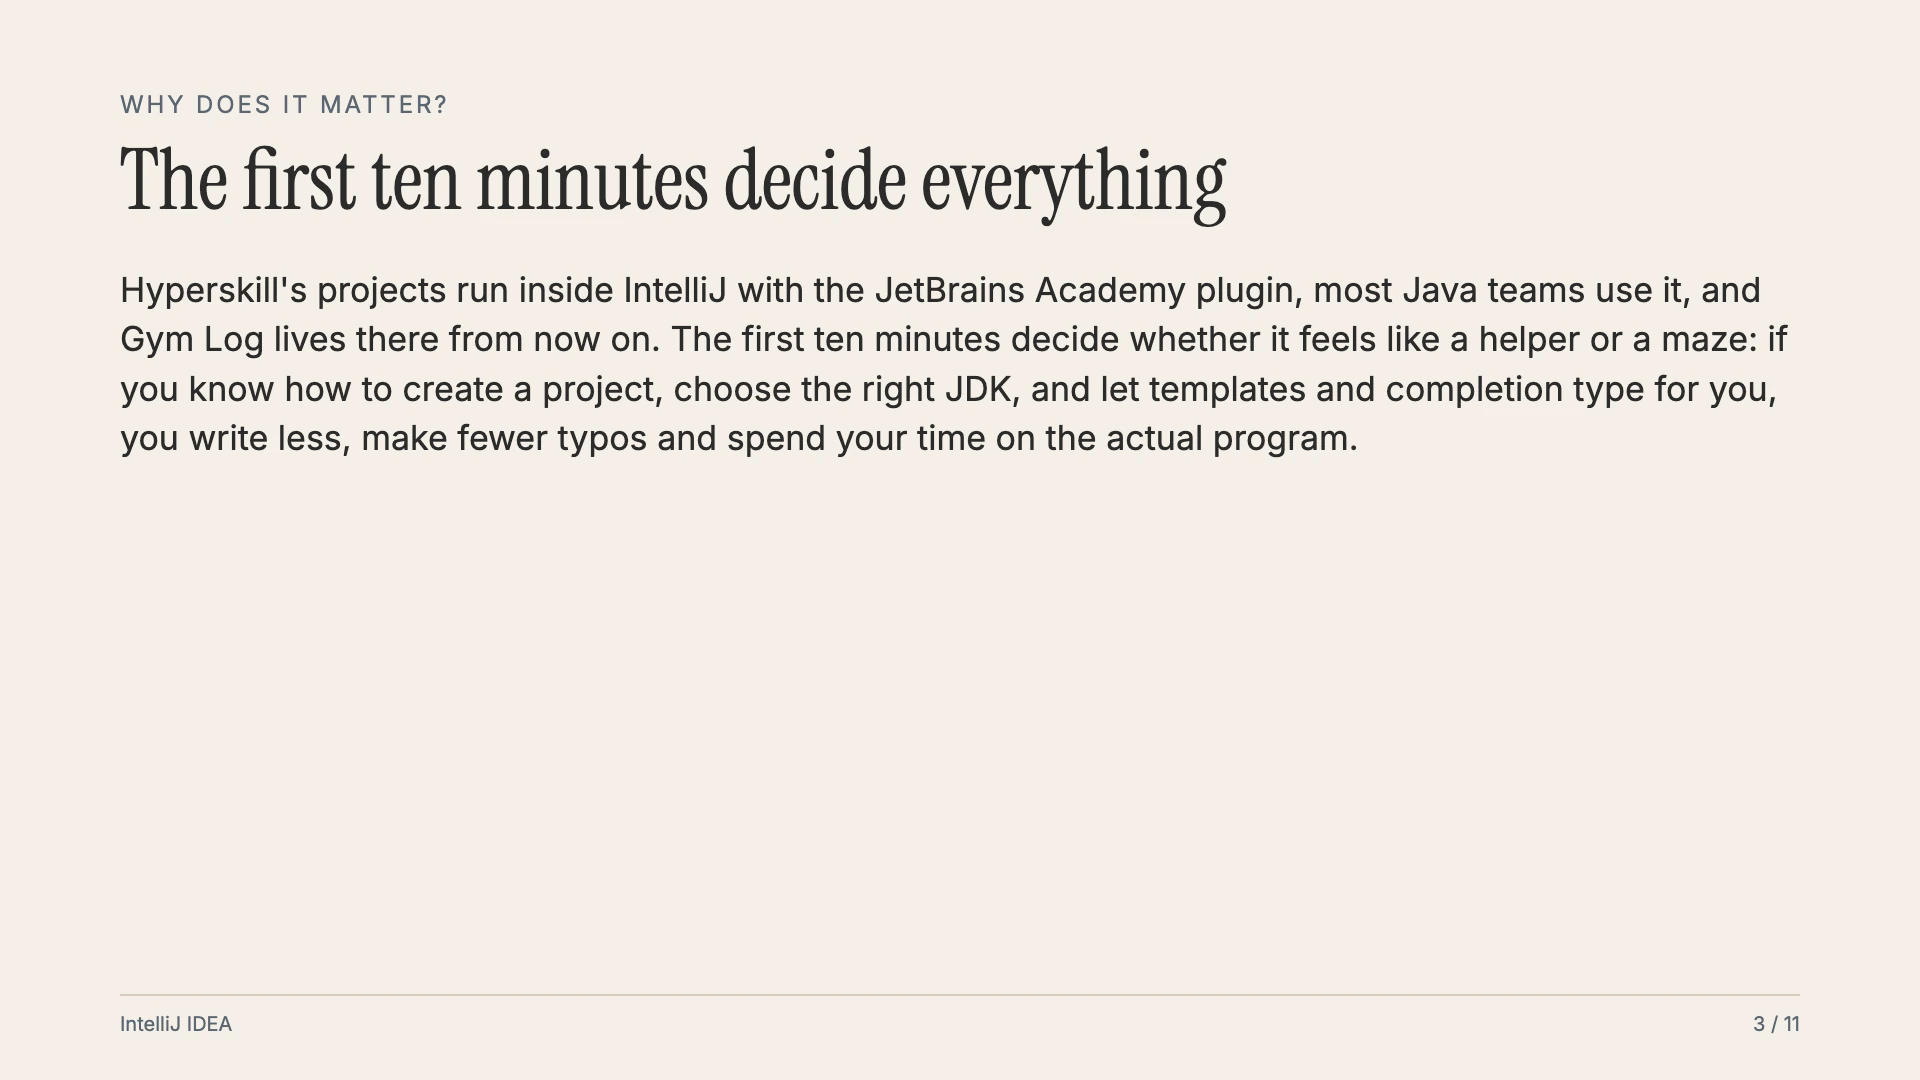 WHY DOES IT MATTER?
The first ten minutes decide everything
Hyperskill's projects run inside IntelliJ with the JetBrains Academy plugin, most Java teams use it, and
Gym Log lives there from now on. The first ten minutes decide whether it feels like a helper or a maze: if
you know how to create a project, choose the right JDK, and let templates and completion type for you,
you write less, make fewer typos and spend your time on the actual program.
IntelliJ IDEA
3 / 11